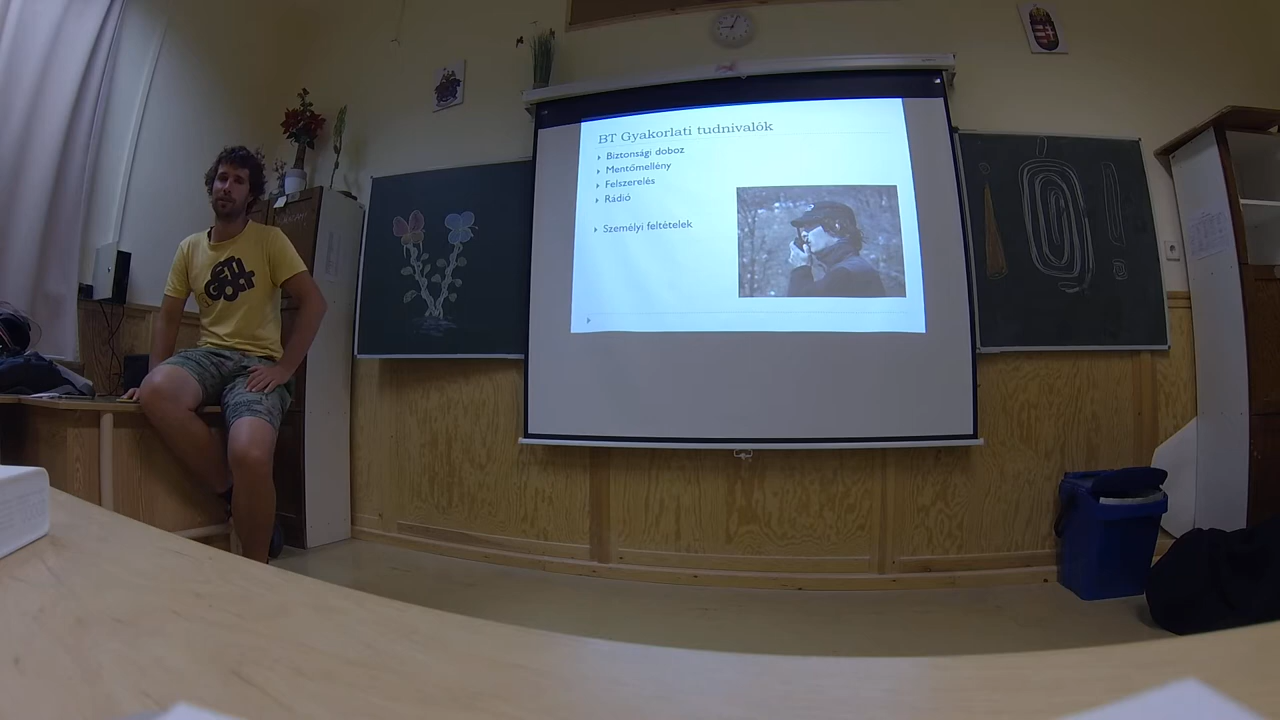 BT Gyakorlati tudnivalók
Biztonsági doboz
Mentőmellény
Felszerelés
Rádió
Személyi feltételek